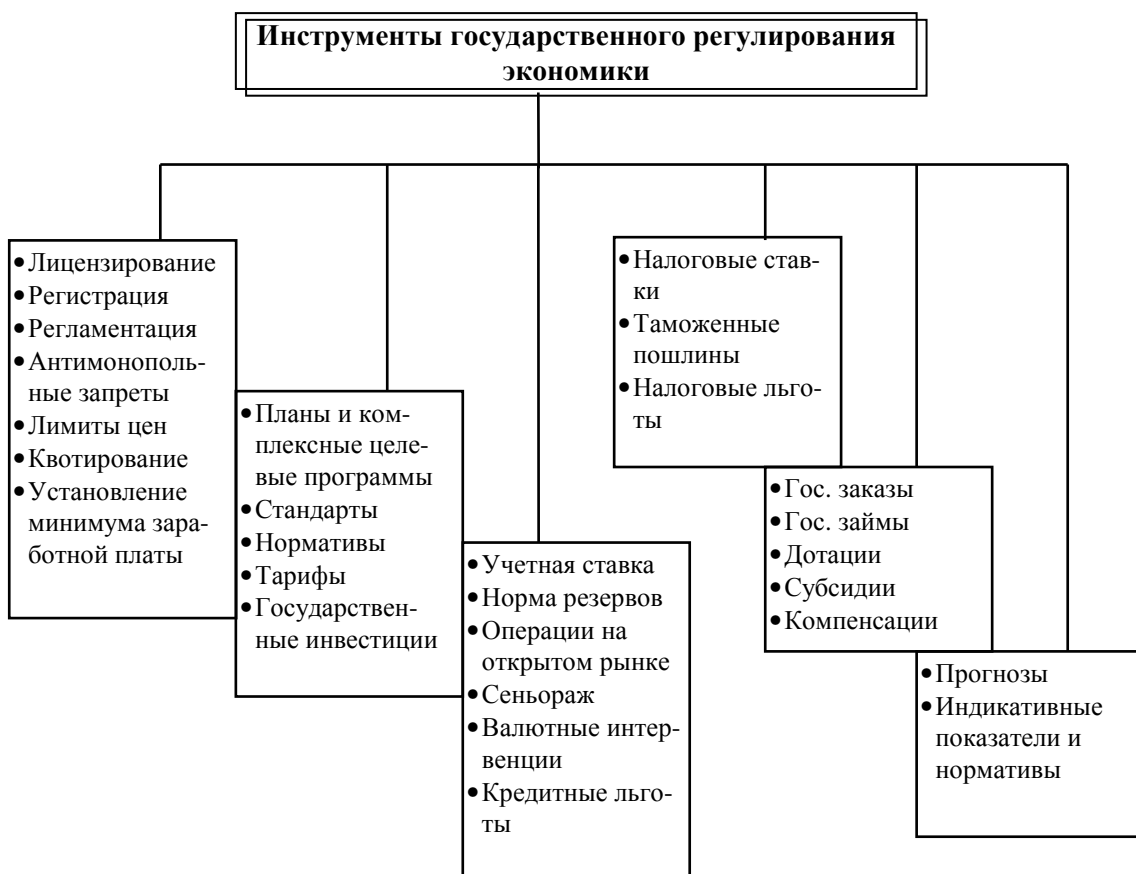 Инструменты государственного регулирования
экономики
• Лицензирование
• Регистрация
• Регламентация
• Антимонополь-
ные запреты
• Лимиты цен
• Квотирование
• Установление
минимума зара-
ботной платы
• Планы и ком-
плексные целе-
вые программы
• Стандарты
• Нормативы
• Тарифы
• Государствен-
ные инвестиции
• Учетная ставка
• Норма резервов
• Операции на
открытом рынке
• Сеньораж
• Валютные интер-
венции
• Кредитные льго-
ты
• Налоговые став-
ки
• Таможенные
пошлины
• Налоговые льго-
ты
• Гос. заказы
• Гос. займы
• Дотации
• Субсидии
• Компенсации
• Прогнозы
• Индикативные
показатели и
нормативы